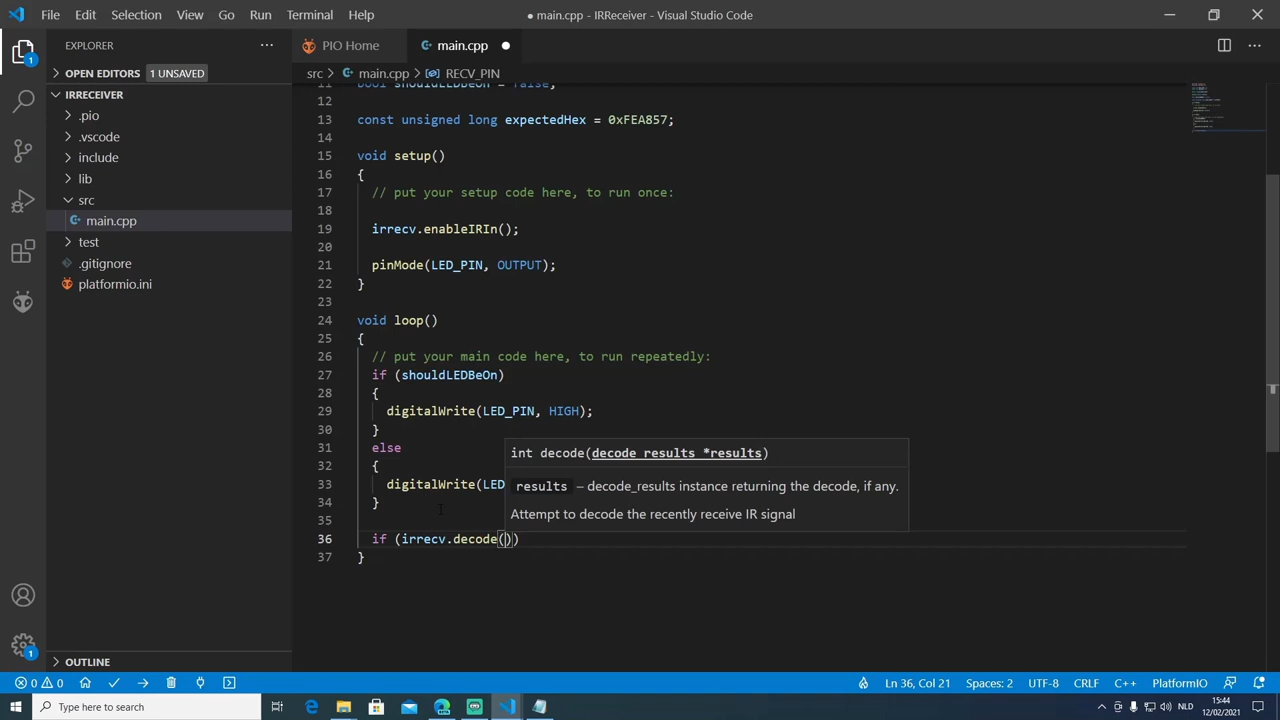 File Edit Selection View Go Run Terminal Help
● main.cpp - IRReceiver - Visual Studio Code
EXPLORER
PIO Home
main.cpp
OPEN EDITORS 1 UNSAVED
src > main.cpp > RECV_PIN
IRRECEIVER
.pio
.vscode
include
lib
src
main.cpp
test
.gitignore
platformio.ini
OUTLINE
11 bool shouldLEDBeOn = false;
12
13 const unsigned long expectedHex = 0xFEA857;
14
15 void setup()
16 {
17 // put your setup code here, to run once:
18
19 irrecv.enableIRIn();
20
21 pinMode(LED_PIN, OUTPUT);
22 }
23
24 void loop()
25 {
26 // put your main code here, to run repeatedly:
27 if (shouldLEDBeOn)
28 {
29 digitalWrite(LED_PIN, HIGH);
30 }
31 else
32 {
33 digitalWrite(LED
34 }
35
36 if (irrecv.decode())
37 }
int decode(decode_results *results)
results — decode_results instance returning the decode, if any.
Attempt to decode the recently receive IR signal
1
1
0 0
Ln 36, Col 21 Spaces: 2 UTF-8 CRLF C++ PlatformIO
Type here to search
NLD
15:44
12/02/2021